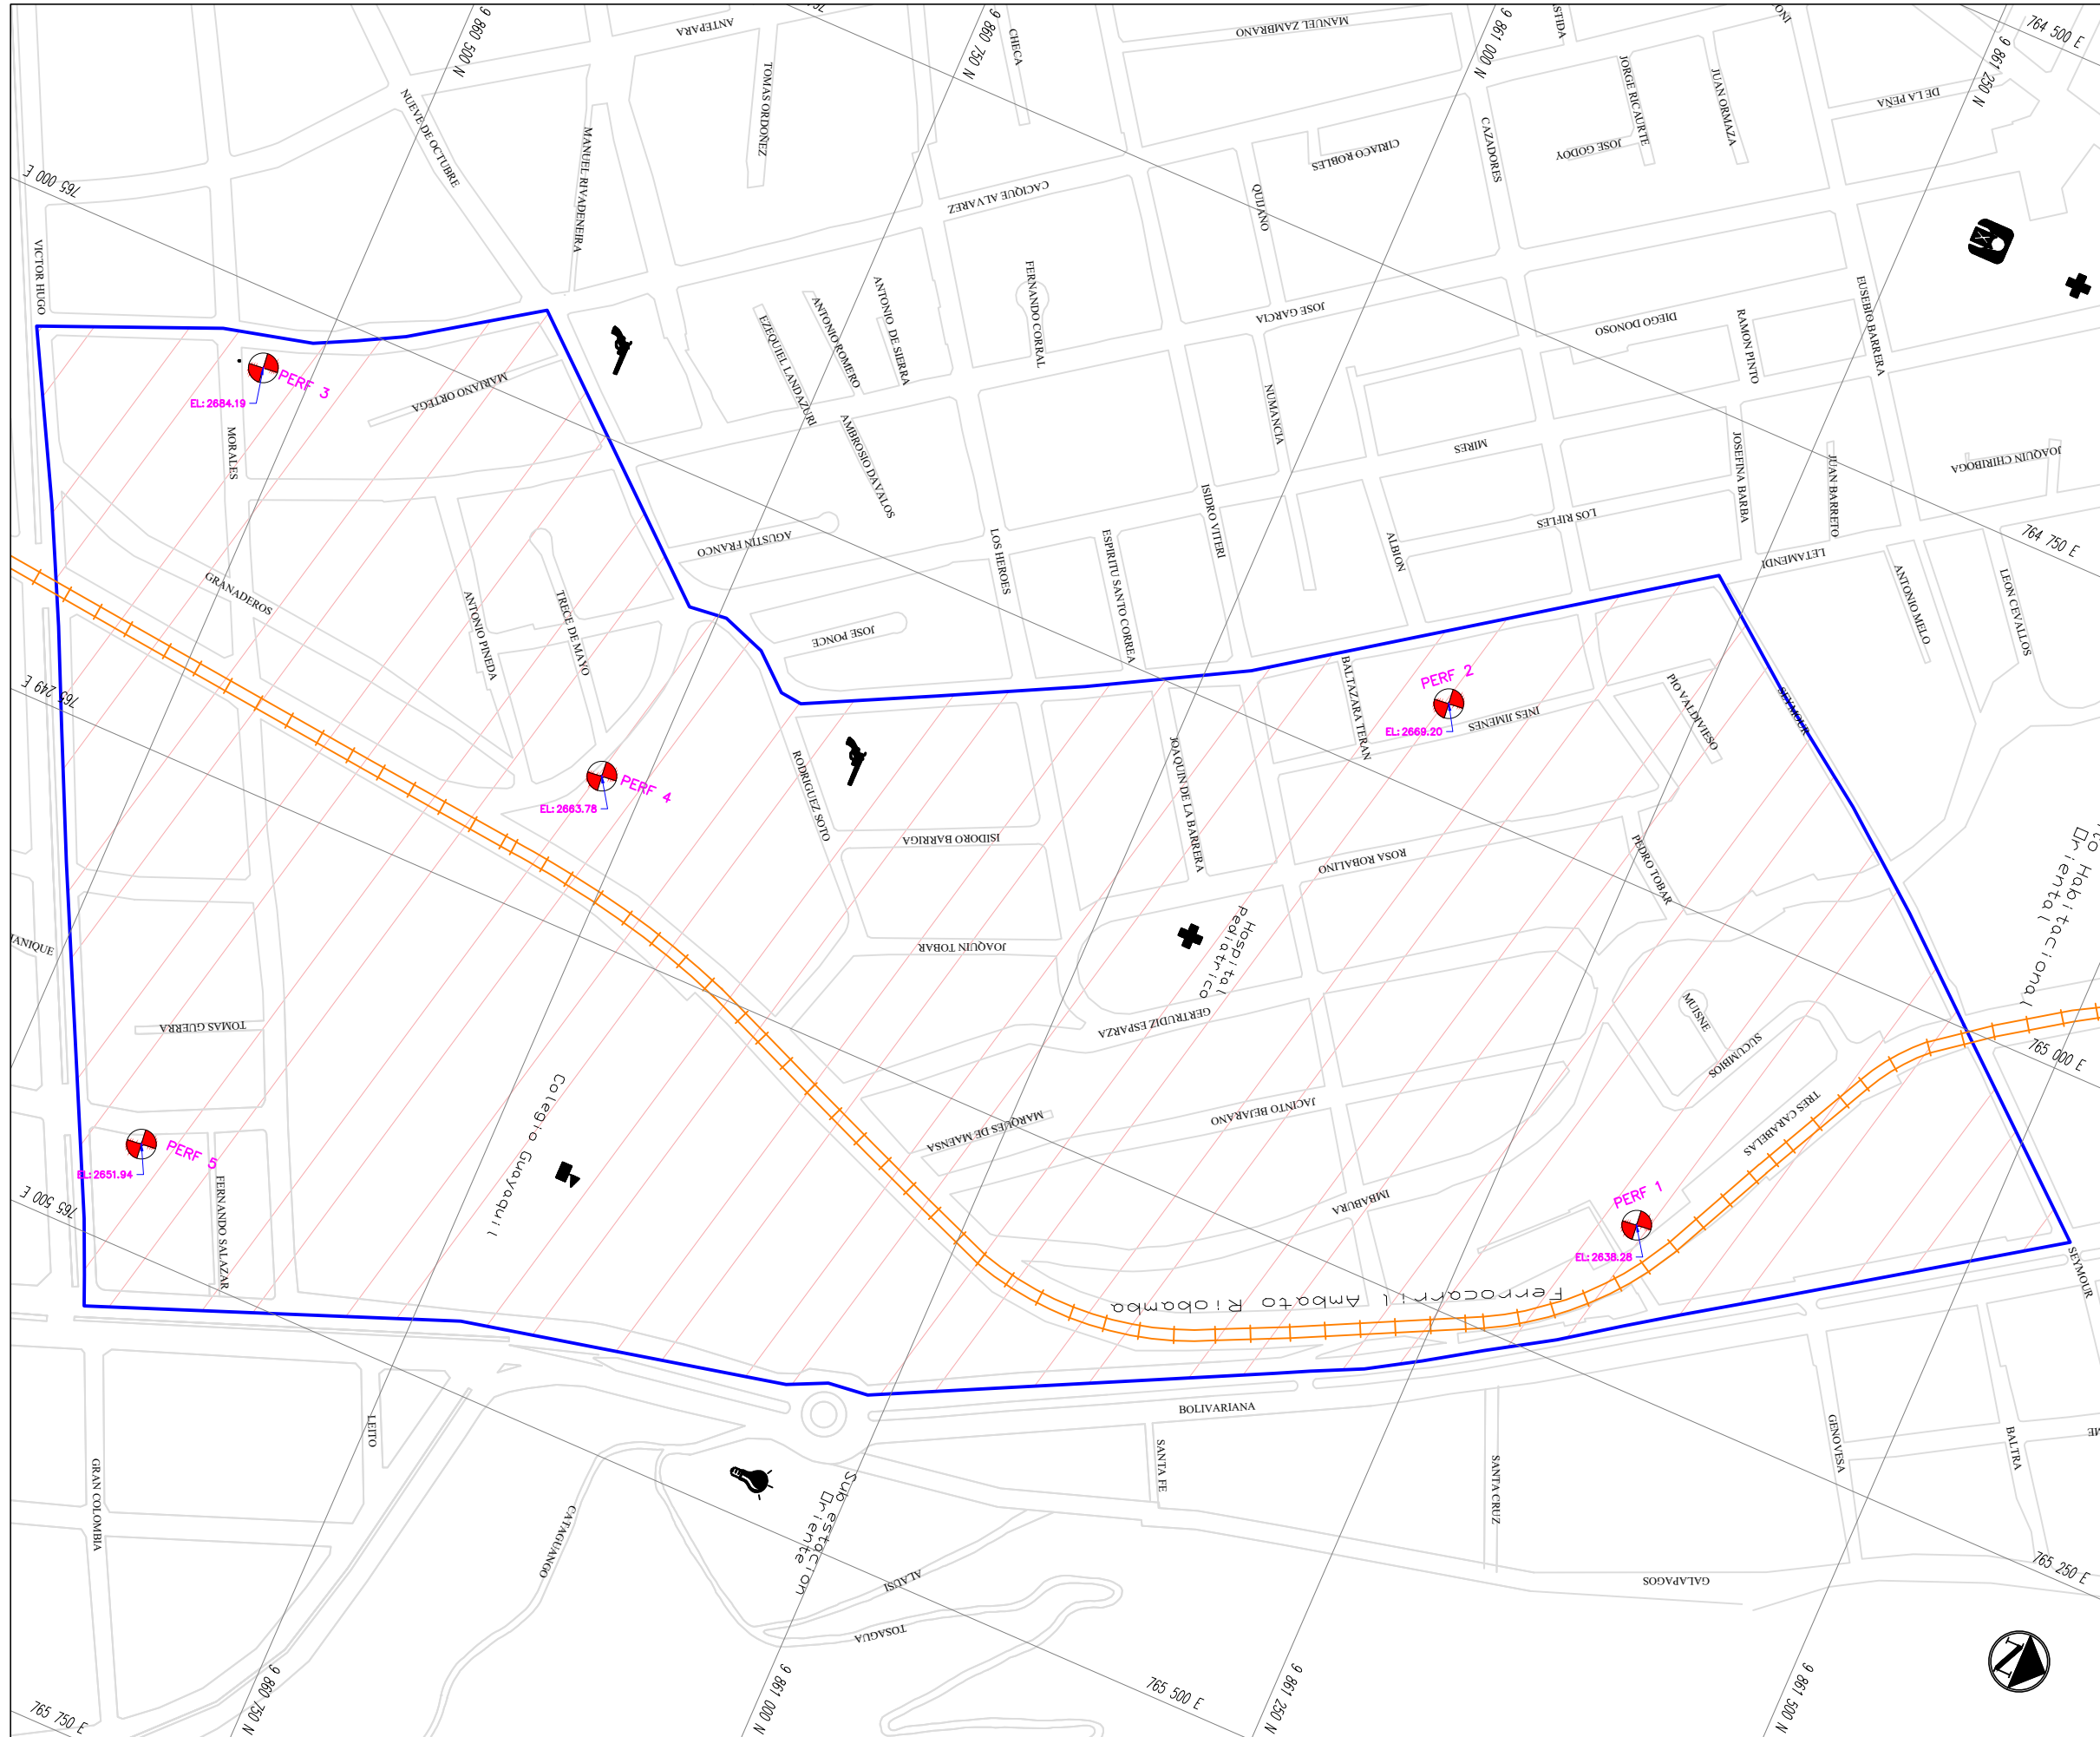 ANTEPARA
9 860 500 N
TOMAS ORDOÑEZ
9 860 750 N
CHECA
MANUEL ZAMBRANO
9 861 000 N
JORGE RICAURTE
JUAN ORMAZA
9 861 250 N
764 500 E
DE LA PEÑA
NUEVE DE OCTUBRE
MANUEL RIVADENEIRA
CACIQUE ALVAREZ
QUIJANO
CIRIACO ROBLES
CAZADORES
JOSE GODOY
765 000 E
VICTOR HUGO
EZEQUIEL LANDAZURI
ANTONIO ROMERO
ANTONIO DE SIERRA
FERNANDO CORRAL
JOSE GARCIA
DIEGO DONOSO
RAMON PINTO
EUSEBIO BARRERA
PERF 3
EL: 2684.19
MARIANO ORTEGA
MORALES
AMBROSIO DAVALOS
NUMANCIA
MIRES
JOSEFINA BARBA
JUAN BARRETO
JOAQUIN CHIRIBOGA
AGUSTIN FRANCO
LOS HEROES
ESPIRITU SANTO CORREA
ISIDRO VITERI
ALBION
LOS RIFLES
LETAMENDI
764 750 E
GRANADEROS
ANTONIO PINEDA
TRECE DE MAYO
JOSE PONCE
ANTONIO MELO
LEON CEVALLOS
765 249 E
PERF 2
EL: 2669.20
BALTAZARA TERAN
INES JIMENES
PIO VALDIVIESO
SEYMOUR
PERF 4
EL: 2663.78
RODRIGUEZ SOTO
JOAQUIN DE LA BARRERA
ISIDORO BARRIGA
ROSA ROBALINO
PEDRO TOBAR
Habitacional
Oriental
JOAQUIN TOBAR
Hospital
Pediatrico
TOMAS GUERRA
GERTRUDIZ ESPARZA
MUISNE
SUCUMBIOS
765 000 E
Colegio Guayaquil
MARQUES DE MAENSA
JACINTO BEJARANO
TRES CARABELAS
PERF 5
EL: 2651.94
FERNANDO SALAZAR
765 500 E
IMBABURA
PERF 1
EL: 2638.28
Ferrocarril Ambato Riobamba
SEYMOUR
BOLIVARIANA
LEITO
GRAN COLOMBIA
CATAGUANGO
Sub estacion
Oriente
SANTA FE
SANTA CRUZ
GENOVESA
BALTRA
ALAUSI
TOSAGUA
GALAPAGOS
765 250 E
765 750 E
9 860 750 N
9 861 000 N
765 500 E
9 861 250 N
9 861 500 N
N